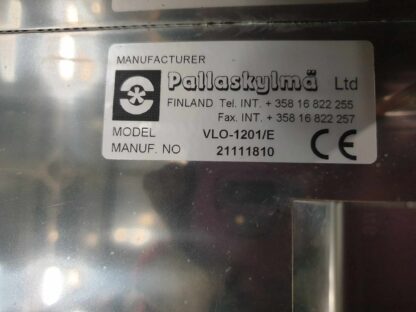 MANUFACTURER
Pallaskylmä Ltd
FINLAND Tel. INT. + 358 16 822 255
Fax. INT. + 358 16 822 257
MODEL VLO-1201/E
MANUF. NO 21111810
CE